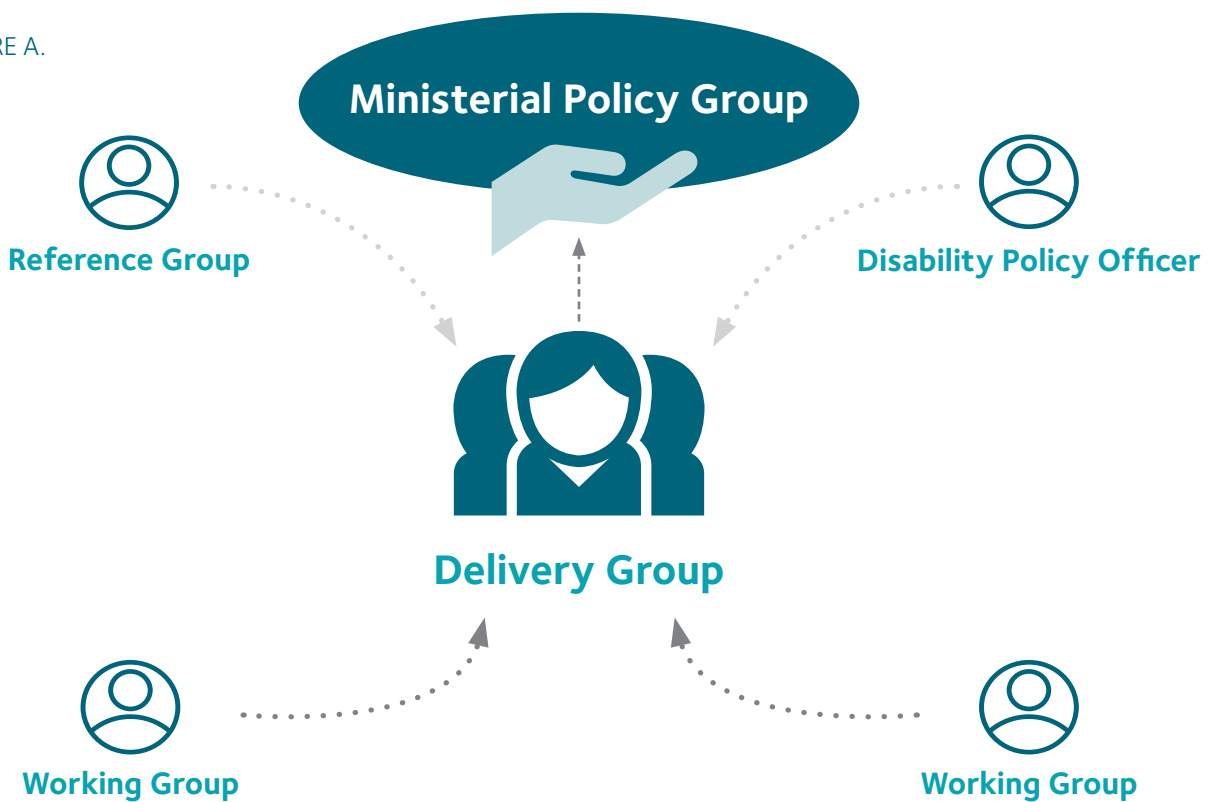 RE A.
Ministerial Policy Group
Reference Group
Disability Policy Officer
Delivery Group
Working Group
Working Group